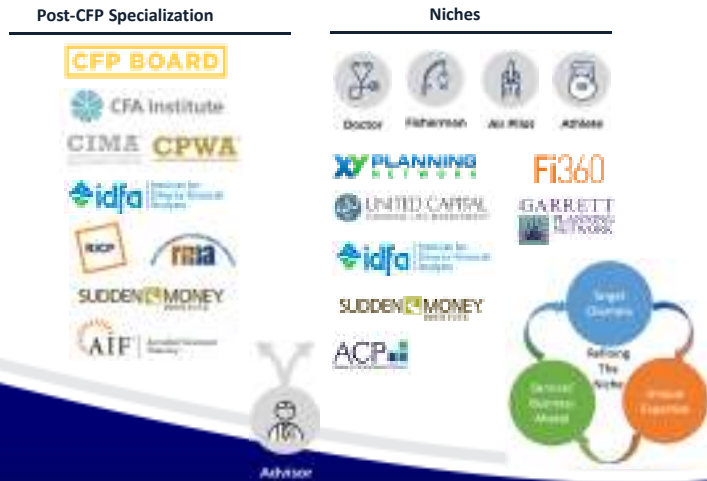 Post-CFP Specialization
CFP BOARD
CFA Institute
CIMA CPWA
idfa
RICP
rma
SUDDEN MONEY
AIF
Niches
Doctor Fisherman Air Pilot Athlete
XY PLANNING
NETWORK
Fi360
UNITED CAPITAL
GARRETT
PLANNING
NETWORK
idfa
SUDDEN MONEY
ACP
Target
Clientele
Refining
The
Niche
Service/
Business
Model
Unique
Expertise
Advisor